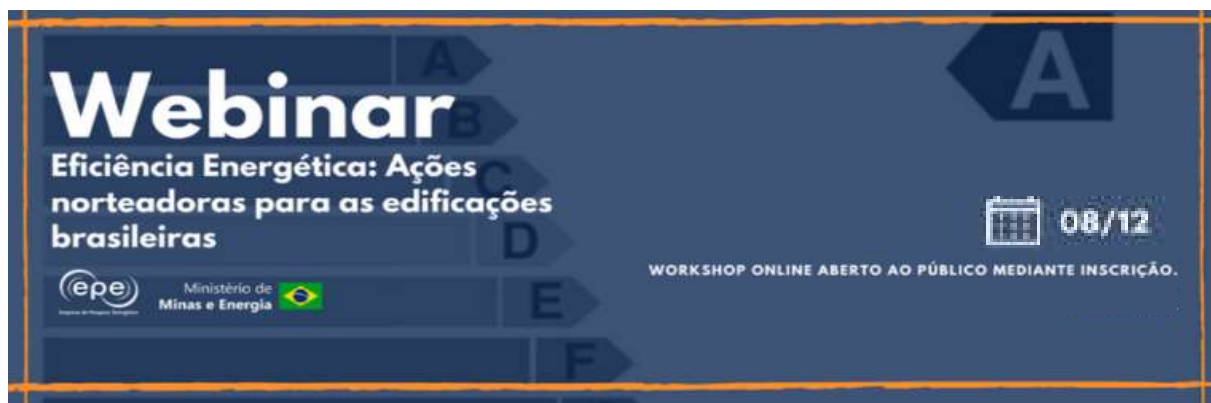 A
A
Webinar
B
Eficiência Energética: Ações
C
norteadoras para as edificações
brasileiras
D
08/12
WORKSHOP ONLINE ABERTO AO PÚBLICO MEDIANTE INSCRIÇÃO.
epe
Ministério de
Minas e Energia
E
F